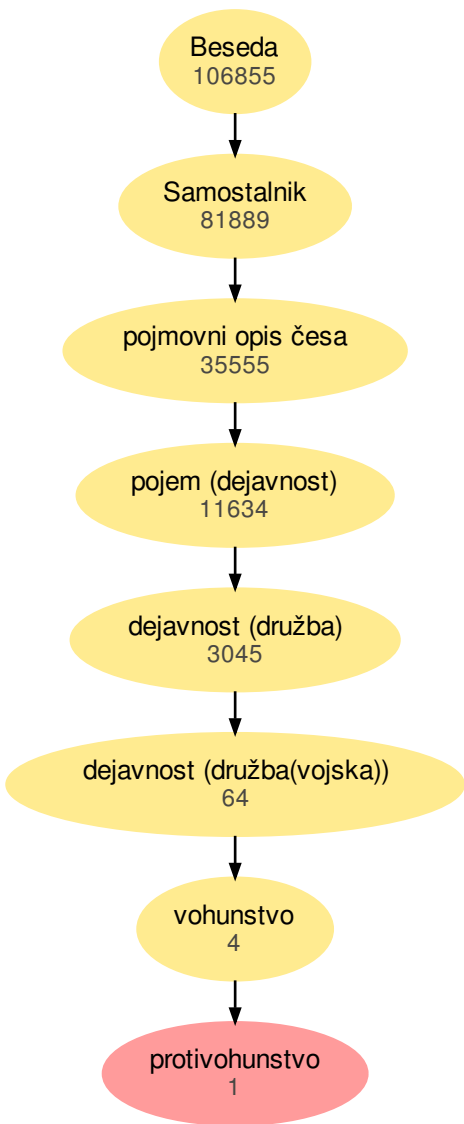 Beseda
106855
Samostalnik
81889
pojmovni opis česa
35555
pojem (dejavnost)
11634
dejavnost (družba)
3045
dejavnost (družba(vojska))
64
vohunstvo
4
protivohunstvo
1